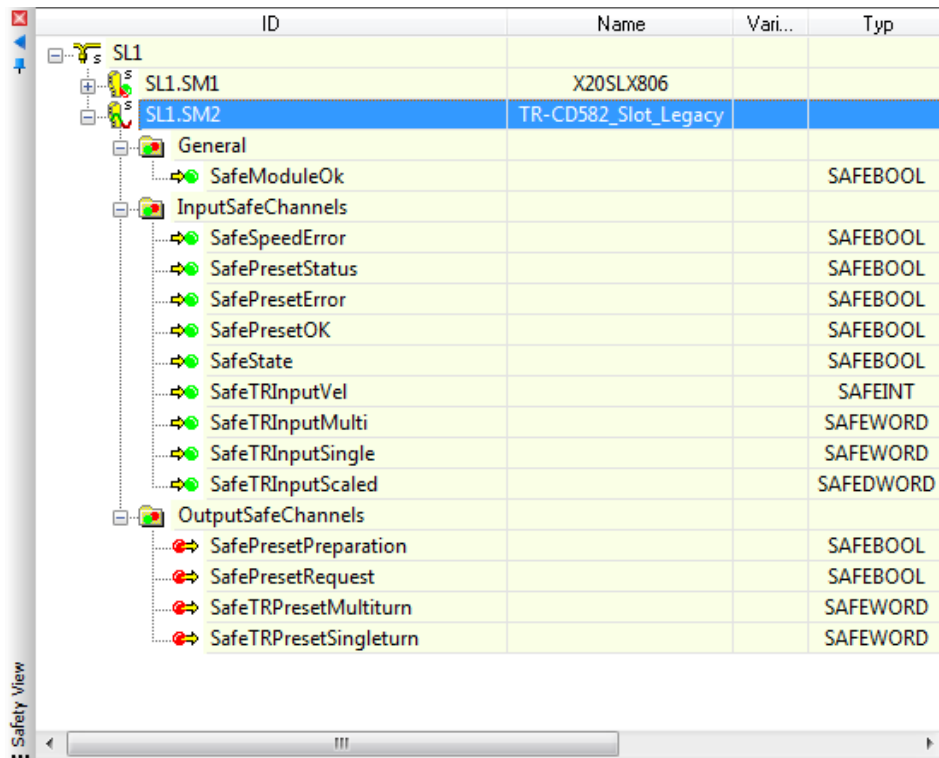 ID Name Vari... Typ
SL1
SL1.SM1 X20SLX806
SL1.SM2 TR-CD582_Slot_Legacy
General
SafeModuleOk SAFEBOOL
InputSafeChannels
SafeSpeedError SAFEBOOL
SafePresetStatus SAFEBOOL
SafePresetError SAFEBOOL
SafePresetOK SAFEBOOL
SafeState SAFEBOOL
SafeTRInputVel SAFEINT
SafeTRInputMulti SAFEWORD
SafeTRInputSingle SAFEWORD
SafeTRInputScaled SAFEDWORD
OutputSafeChannels
SafePresetPreparation SAFEBOOL
SafePresetRequest SAFEBOOL
SafeTRPresetMultiturn SAFEWORD
SafeTRPresetSingleturn SAFEWORD
Safety View